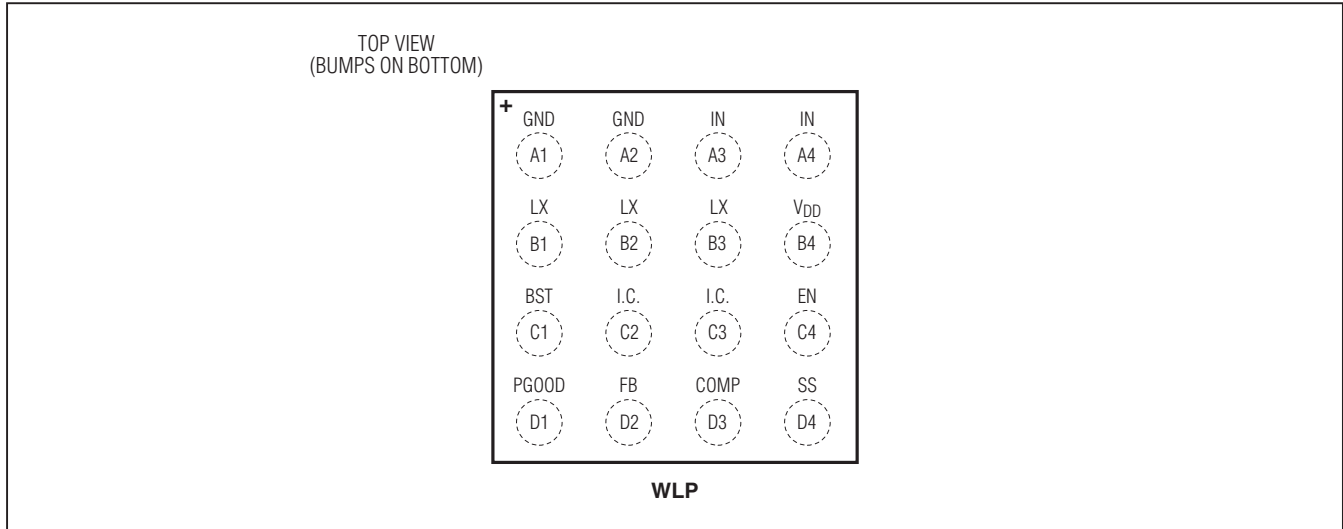 TOP VIEW
(BUMPS ON BOTTOM)
+
GND GND IN IN
A1 A2 A3 A4
LX LX LX VDD
B1 B2 B3 B4
BST I.C. I.C. EN
C1 C2 C3 C4
PGOOD FB COMP SS
D1 D2 D3 D4
WLP